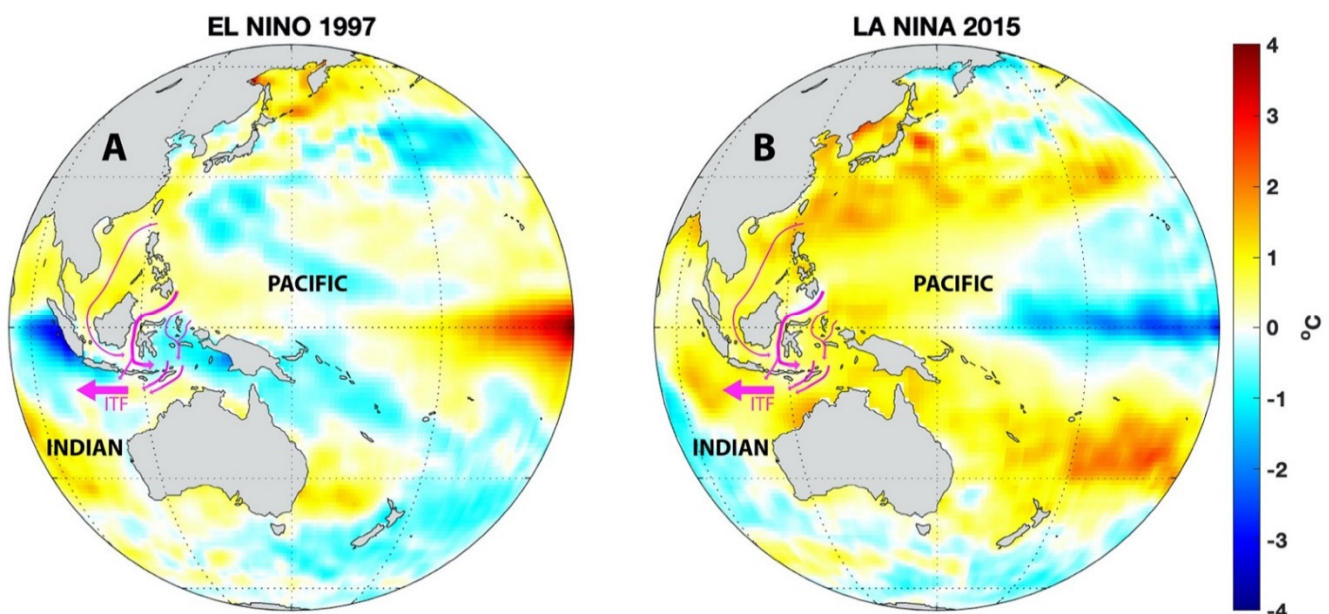 EL NINO 1997
LA NINA 2015
A
B
PACIFIC
PACIFIC
ITF
ITF
INDIAN
INDIAN
4
3
2
1
0
-1
-2
-3
-4
ºC